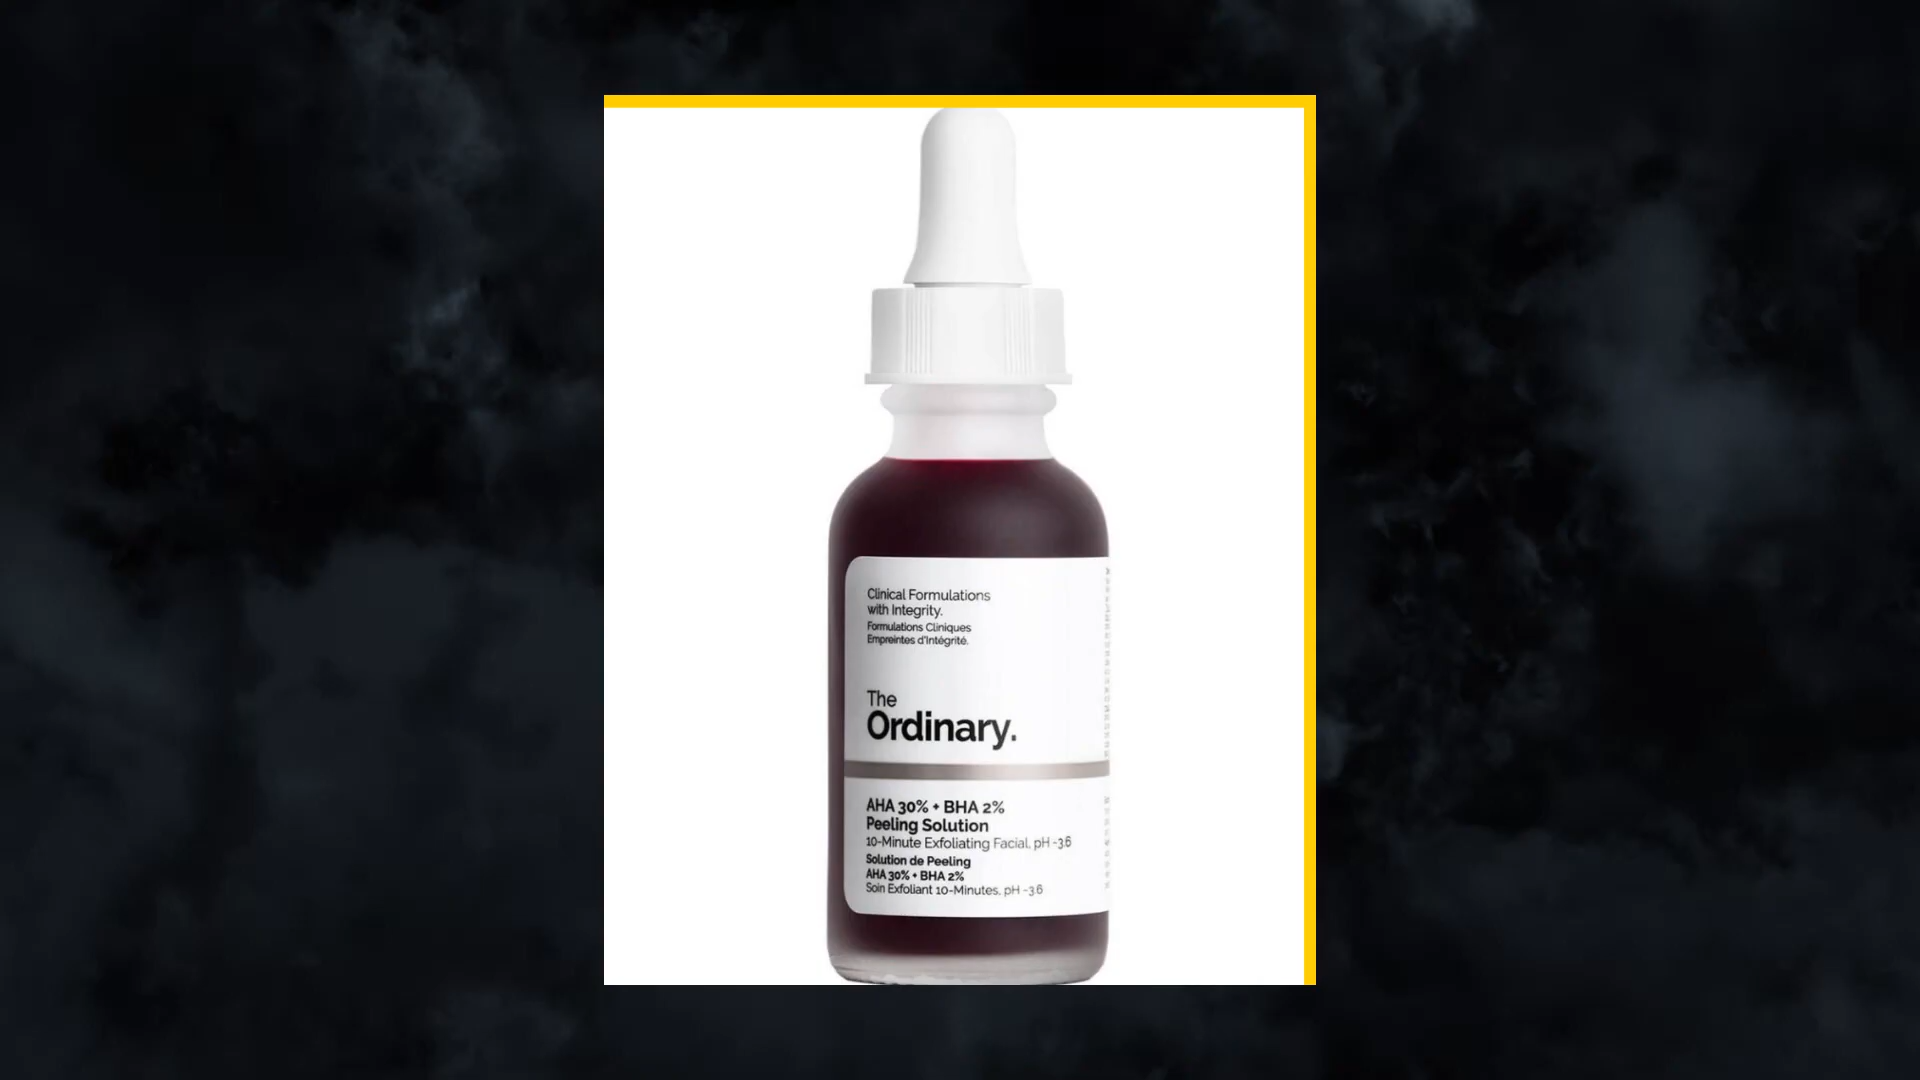 Clinical Formulations
with Integrity.
Formulations Cliniques
Empreintes d'Intégrité.
The
Ordinary.
AHA 30% + BHA 2%
Peeling Solution
10-Minute Exfoliating Facial, pH ~3.6
Solution de Peeling
AHA 30% + BHA 2%
Soin Exfoliant 10-Minutes, pH ~3.6